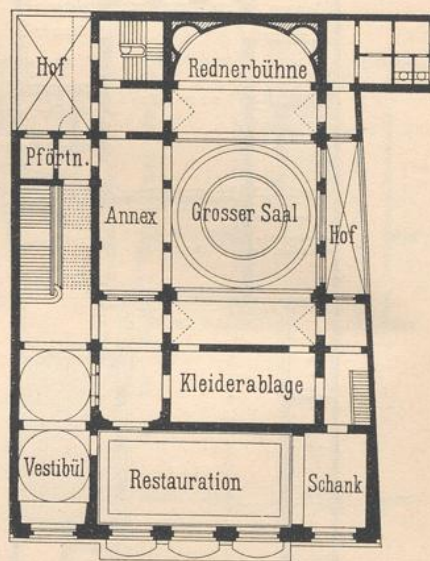 Hof
Rednerbühne
Pförtn.
Annex
Grosser Saal
Hof
Kleiderablage
Vestibül
Restauration
Schank